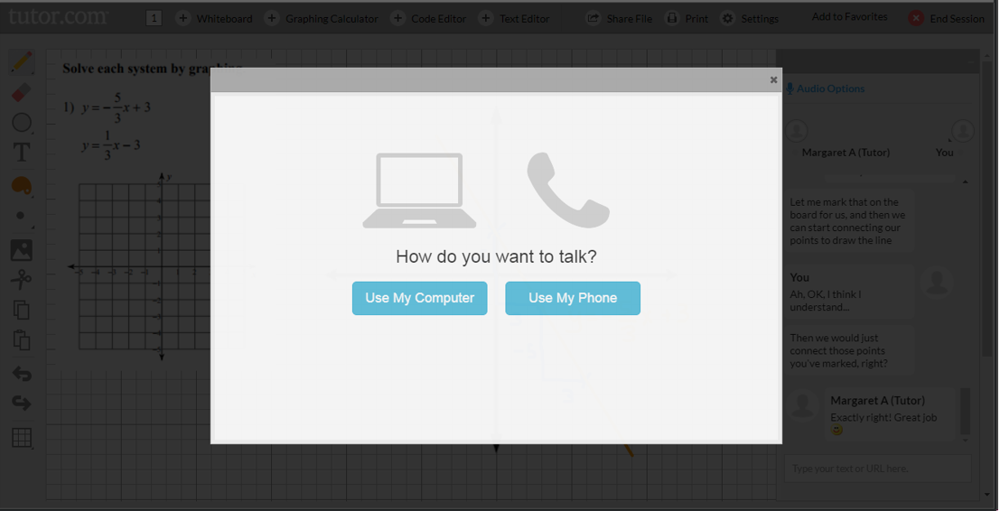 tutor.com
1 + Whiteboard + Graphing Calculator + Code Editor + Text Editor Share File Print Settings Add to Favorites × End Session
Solve each system by graphing
1) y = -5/3 x + 3
y = 1/3 x - 3
y
How do you want to talk?
Use My Computer
Use My Phone
Audio Options
Margaret A (Tutor) You
Let me mark that on the
board for us, and then we
can start connecting our
points to draw the line
You
Ah, OK, I think I
understand...
Then we would just
connect those points
you've marked, right?
Margaret A (Tutor)
Exactly right! Great job
Type your text or URL here..